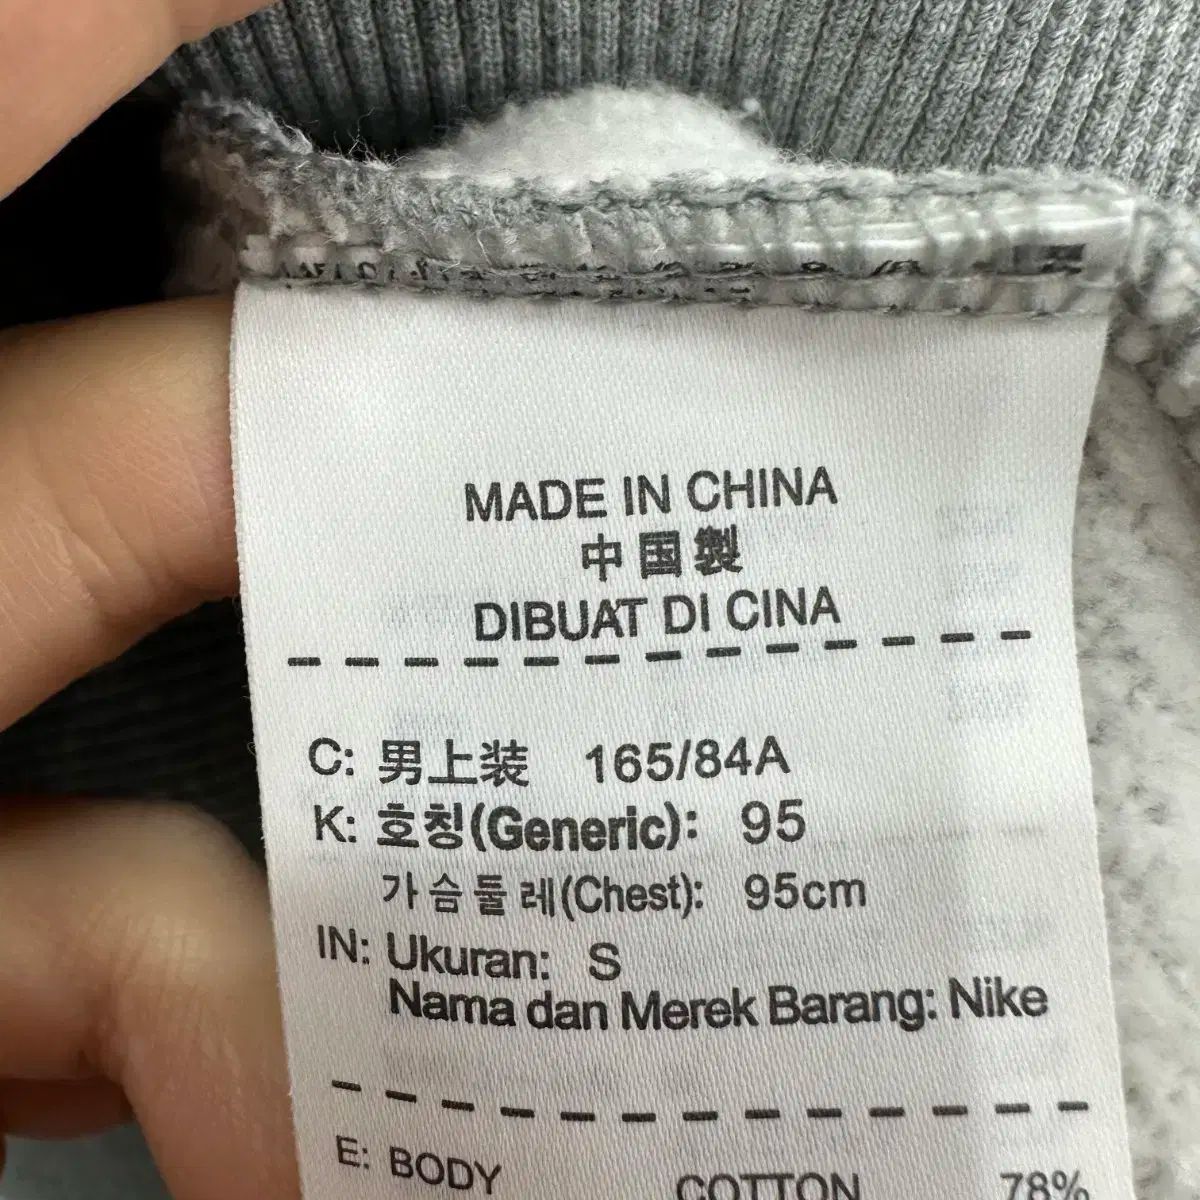 MADE IN CHINA
中国製
DIBUAT DI CINA
C: 男上装 165/84A
K: 호칭(Generic): 95
가슴둘레(Chest): 95cm
IN: Ukuran: S
Nama dan Merek Barang: Nike
E: BODY COTTON 78%